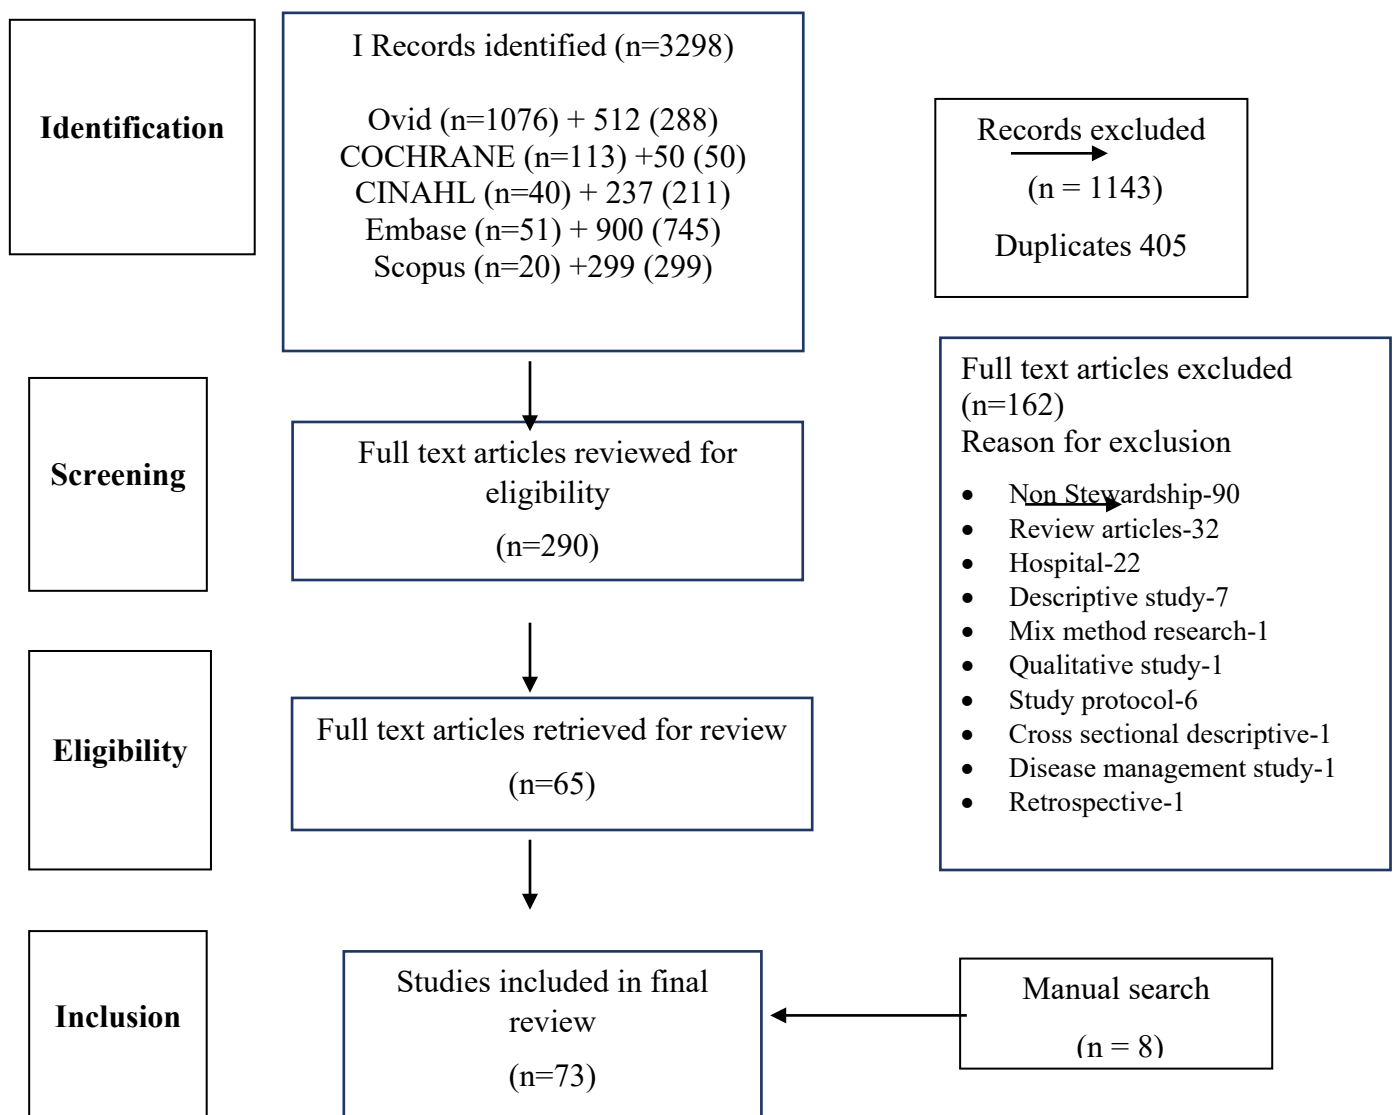 Identification
I Records identified (n=3298)
Ovid (n=1076) + 512 (288)
COCHRANE (n=113) +50 (50)
CINAHL (n=40) + 237 (211)
Embase (n=51) + 900 (745)
Scopus (n=20) +299 (299)
Records excluded
(n = 1143)
Duplicates 405
Screening
Full text articles reviewed for
eligibility
(n=290)
Full text articles excluded
(n=162)
Reason for exclusion
• Non Stewardship-90
• Review articles-32
• Hospital-22
• Descriptive study-7
• Mix method research-1
• Qualitative study-1
• Study protocol-6
• Cross sectional descriptive-1
• Disease management study-1
• Retrospective-1
Eligibility
Full text articles retrieved for review
(n=65)
Inclusion
Studies included in final
review
(n=73)
Manual search
(n = 8)